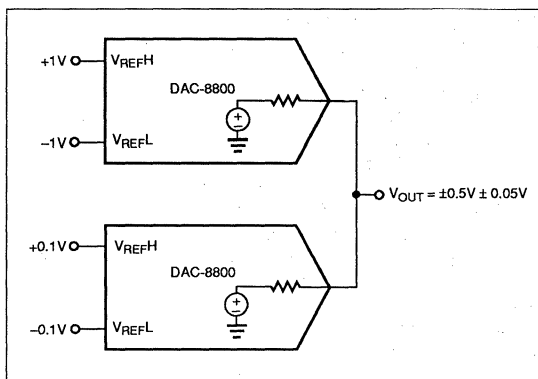 +1V
VREFH
DAC-8800
−1V
VREFL
VOUT = ±0.5V ± 0.05V
+0.1V
VREFH
DAC-8800
−0.1V
VREFL